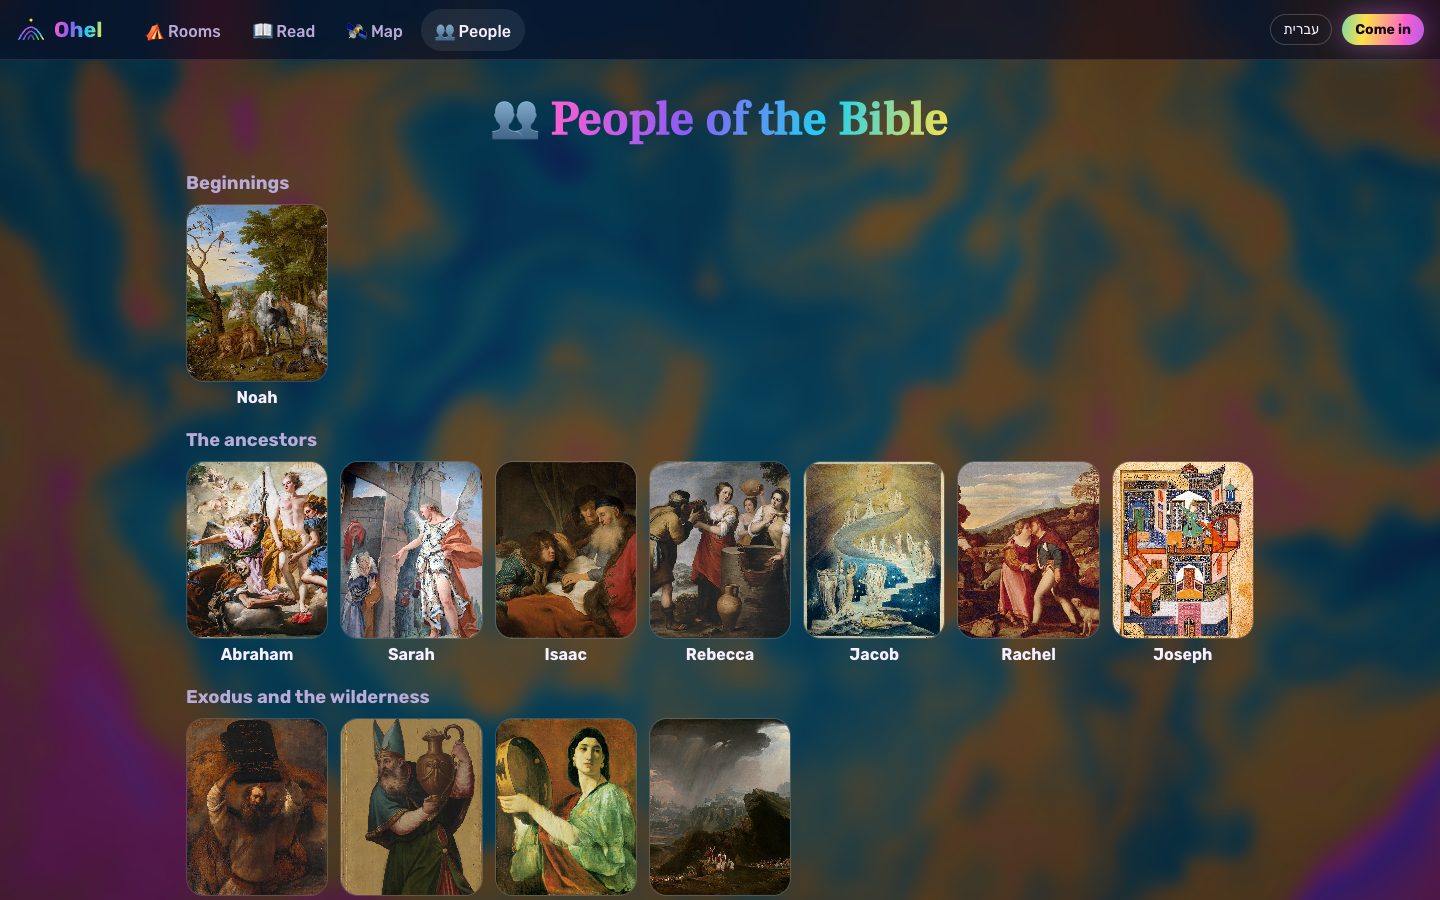 Ohel
Rooms
Read
Map
People
עברית
Come in
People of the Bible
Beginnings
Noah
The ancestors
Abraham
Sarah
Isaac
Rebecca
Jacob
Rachel
Joseph
Exodus and the wilderness